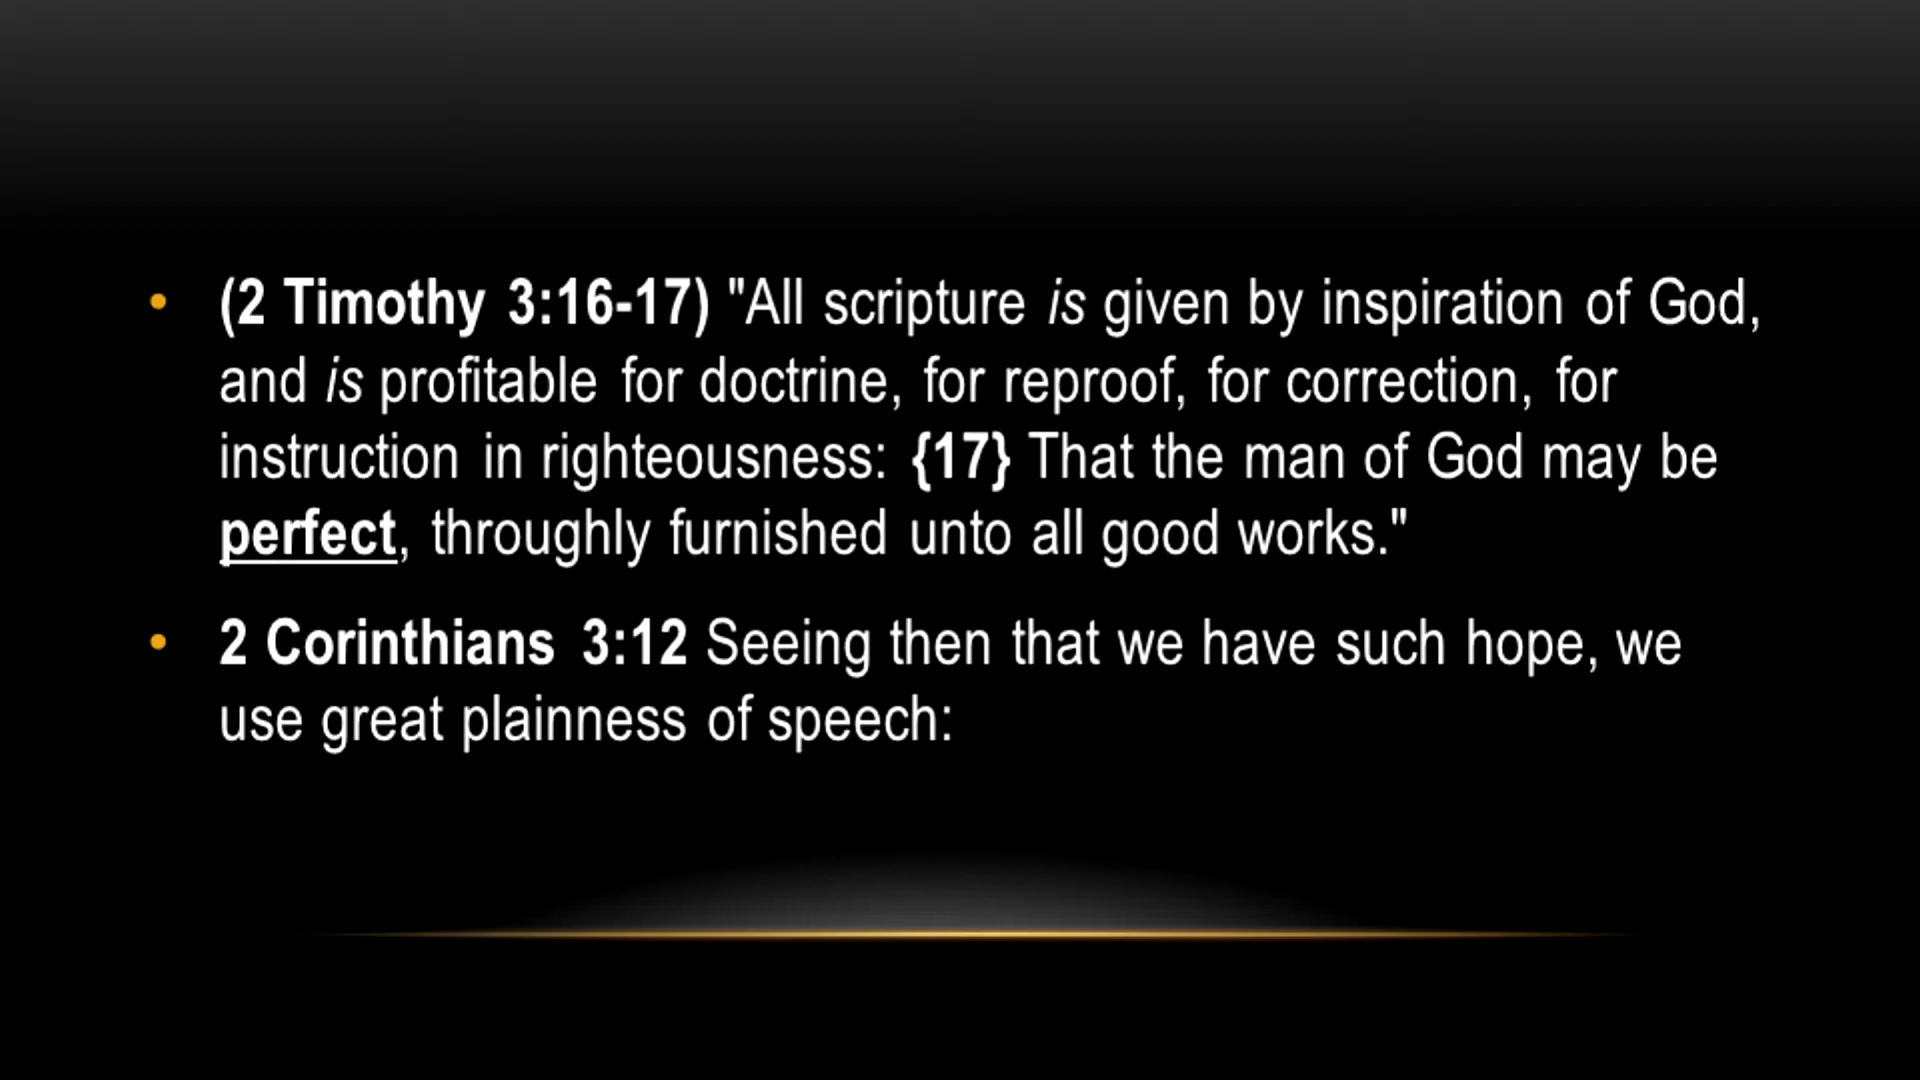 • (2 Timothy 3:16-17) "All scripture is given by inspiration of God,
and is profitable for doctrine, for reproof, for correction, for
instruction in righteousness: {17} That the man of God may be
perfect, throughly furnished unto all good works."
• 2 Corinthians 3:12 Seeing then that we have such hope, we
use great plainness of speech: